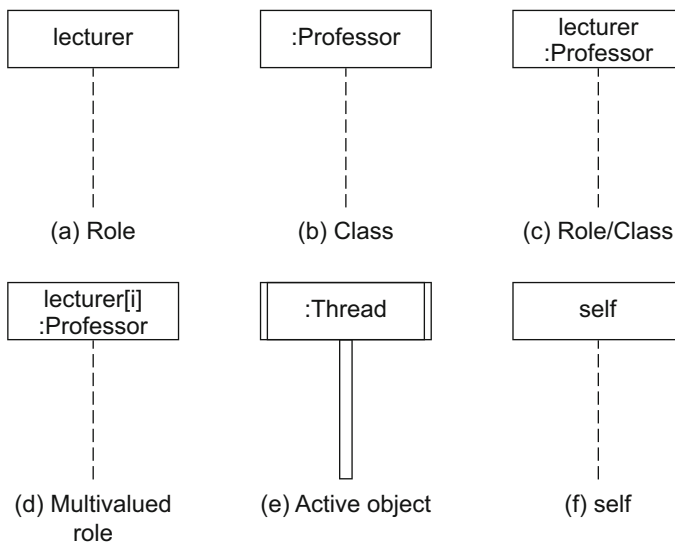 lecturer
:Professor
lecturer
:Professor
(a) Role
(b) Class
(c) Role/Class
lecturer[i]
:Professor
:Thread
self
(d) Multivalued
role
(e) Active object
(f) self